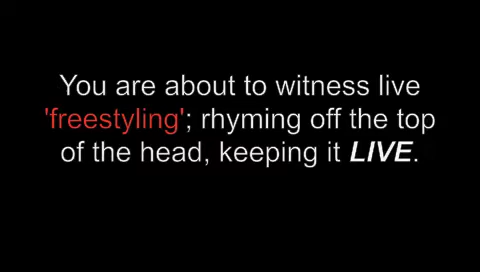 You are about to witness live
'freestyling'; rhyming off the top
of the head, keeping it LIVE.